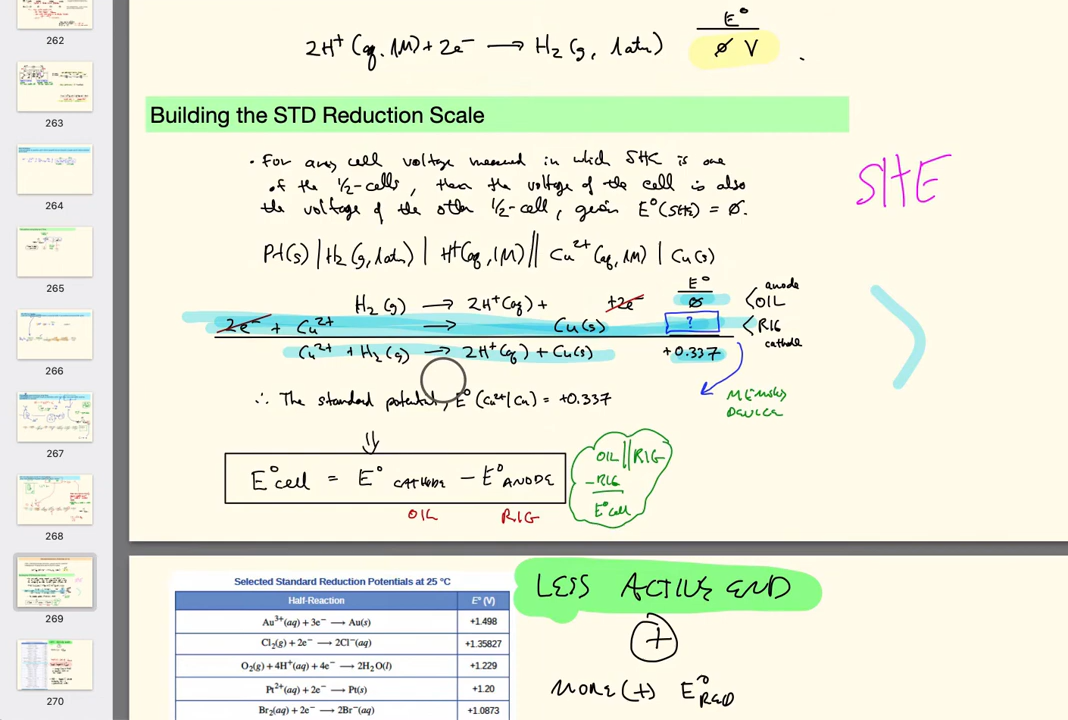 262
263
264
265
266
267
268
269
270
E°
2H⁺(aq, 1M) + 2e⁻ → H₂(g, 1atm) ∅ V
Building the STD Reduction Scale
• For any cell voltage measured in which SHE is one
of the 1/2-cells, then the voltage of the cell is also
the voltage of the other 1/2-cell, given E°(SHE) = ∅.
SHE
Pt(s) | H₂(g, 1atm) | H⁺(aq, 1M) || Cu²⁺(aq, 1M) | Cu(s)
E°
H₂(g) → 2H⁺(aq) + +2e⁻ ∅ < anode OIL
2e⁻ + Cu²⁺ → Cu(s) ? < RIG cathode
Cu²⁺ + H₂(g) → 2H⁺(aq) + Cu(s) +0.337
∴ The standard potential, E°(Cu²⁺/Cu) = +0.337
DEVICE
⇓
E°cell = E°CATHODE − E°ANODE
OIL RIG
OIL || RIG
−RIG
E°cell
Selected Standard Reduction Potentials at 25 °C
Half-Reaction E° (V)
Au³⁺(aq) + 3e⁻ ⟶ Au(s) +1.498
Cl₂(g) + 2e⁻ ⟶ 2Cl⁻(aq) +1.35827
O₂(g) + 4H⁺(aq) + 4e⁻ ⟶ 2H₂O(l) +1.229
Pt²⁺(aq) + 2e⁻ ⟶ Pt(s) +1.20
Br₂(aq) + 2e⁻ ⟶ 2Br⁻(aq) +1.0873
LESS ACTIVE END
+
MORE (+) E°RED